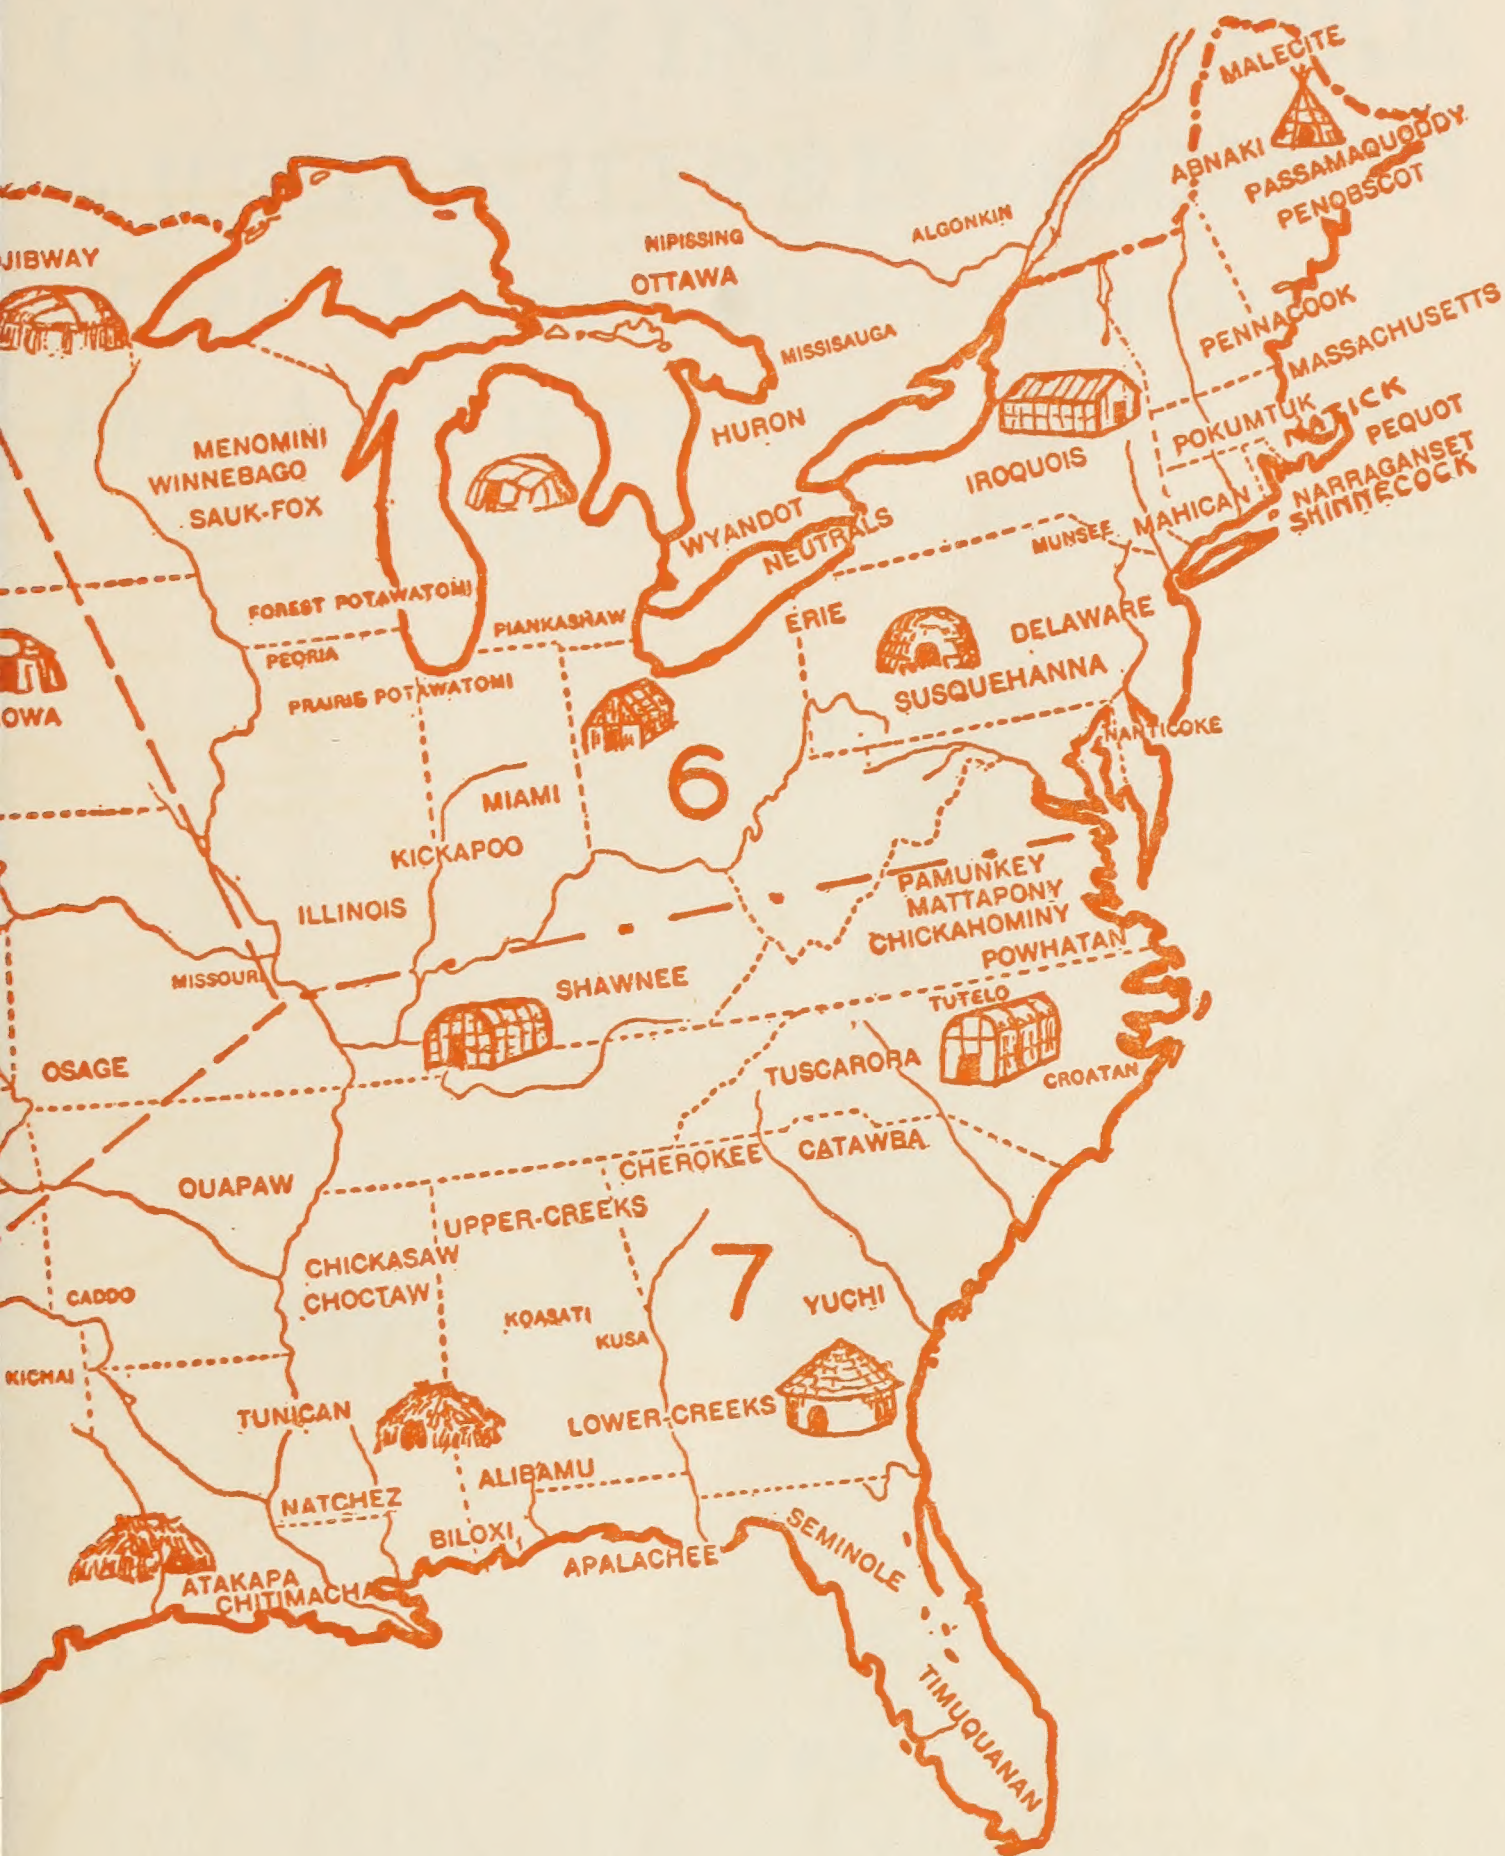 MALECITE
ABNAKI
PASSAMAQUODDY
PENOBSCOT
ALGONKIN
NIPISSING
OTTAWA
JIBWAY
MISSISAUGA
PENNACOOK
MASSACHUSETTS
HURON
POKUMTUK
NATICK
PEQUOT
NARRAGANSET
SHINNECOCK
MENOMINI
WINNEBAGO
SAUK-FOX
IROQUOIS
MAHICAN
WYANDOT
NEUTRALS
MUNSEE
FOREST POTAWATOMI
PIANKASHAW
ERIE
DELAWARE
PEORIA
SUSQUEHANNA
PRAIRIE POTAWATOMI
OWA
NANTICOKE
6
MIAMI
KICKAPOO
PAMUNKEY
MATTAPONY
CHICKAHOMINY
POWHATAN
ILLINOIS
MISSOURI
SHAWNEE
TUTELO
OSAGE
TUSCARORA
CROATAN
CHEROKEE
CATAWBA
OUAPAW
UPPER-CREEKS
CHICKASAW
CHOCTAW
7
CADDO
KOASATI
KUSA
YUCHI
KICHAI
TUNICAN
LOWER-CREEKS
ALIBAMU
NATCHEZ
BILOXI
APALACHEE
SEMINOLE
ATAKAPA
CHITIMACHA
TIMUQUANAN